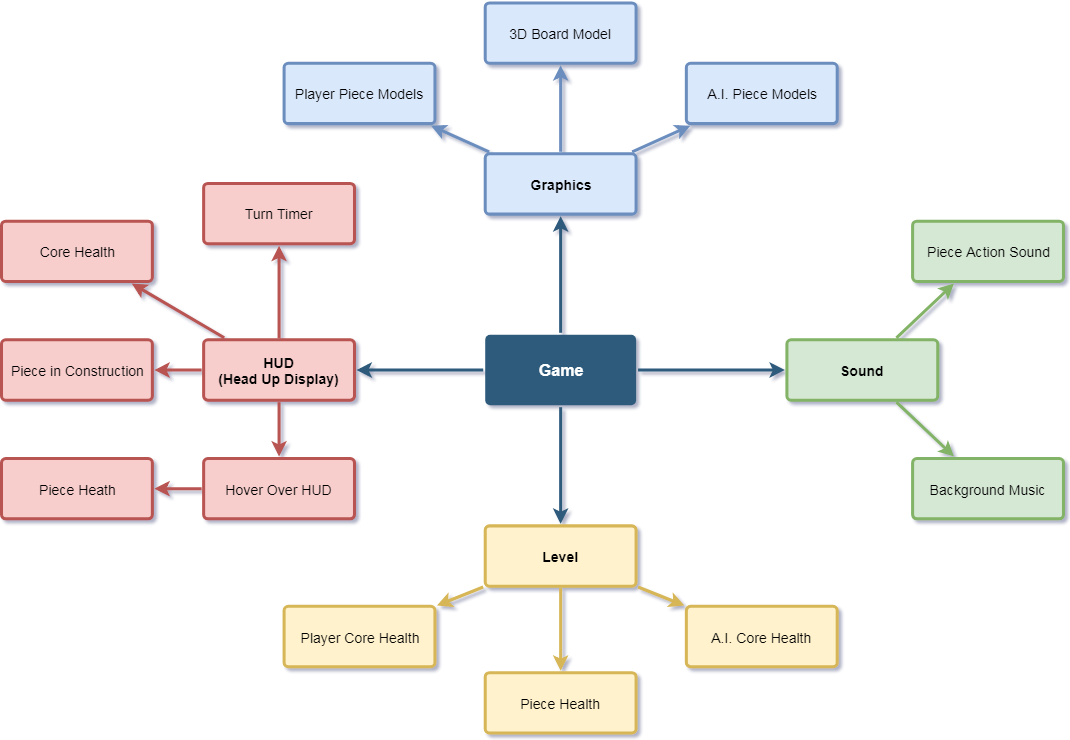 3D Board Model
Player Piece Models
A.I. Piece Models
Graphics
Turn Timer
Core Health
Piece Action Sound
Piece in Construction
HUD
(Head Up Display)
Game
Sound
Piece Heath
Hover Over HUD
Background Music
Level
Player Core Health
A.I. Core Health
Piece Health